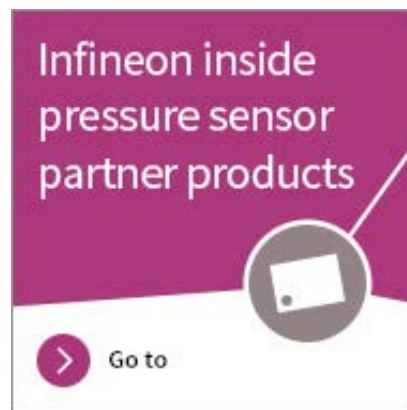 Infineon inside
pressure sensor
partner products
Go to